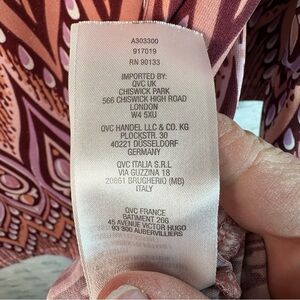 A303300
917019
RN 90133
IMPORTED BY:
QVC UK
CHISWICK PARK
566 CHISWICK HIGH ROAD
LONDON
W4 5XU
QVC HANDEL LLC & CO. KG
PLOCKSTR. 30
40221 DÜSSELDORF
GERMANY
QVC ITALIA S.R.L
VIA GUZZINA 18
20861 BRUGHERIO (MB)
ITALY
QVC FRANCE
BATIMENT 266
45 AVENUE VICTOR HUGO
93 300 AUBERVILLIERS